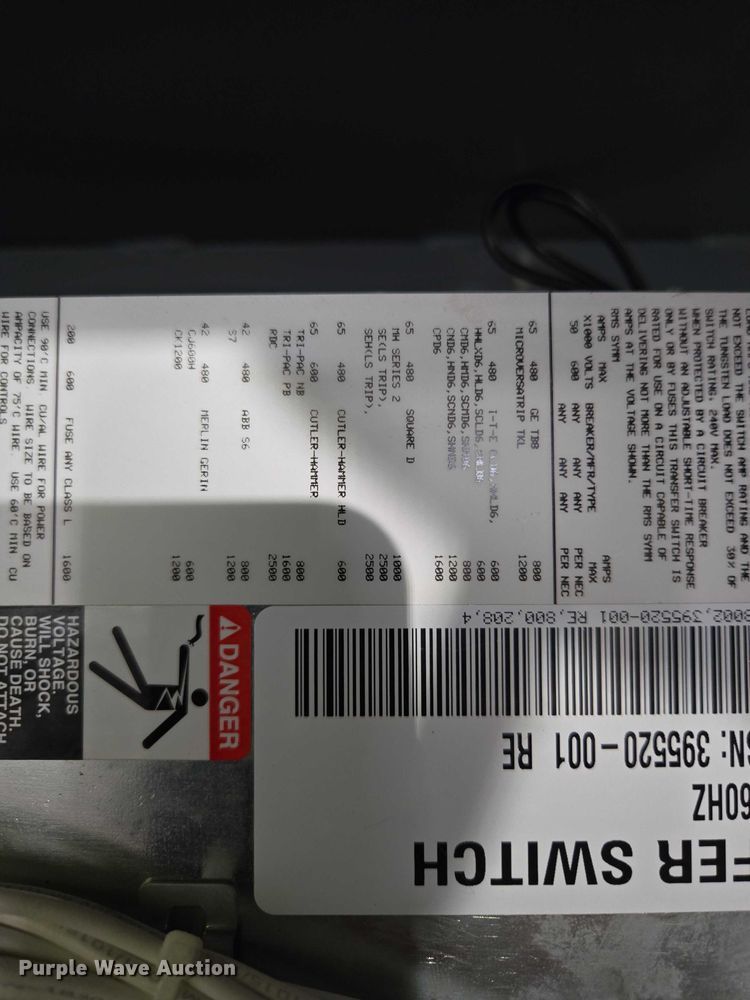 NOT EXCEED THE SWITCH AMP RATING AND THE
THE TUNGSTEN LOAD DOES NOT EXCEED 30% OF
SWITCH RATING, 240V MAX.
WHEN PROTECTED BY A CIRCUIT BREAKER
WITHOUT AN ADJUSTABLE SHORT-TIME RESPONSE
ONLY OR BY FUSES THIS TRANSFER SWITCH IS
RATED FOR USE ON A CIRCUIT CAPABLE OF
DELIVERING NOT MORE THAN THE RMS SYMM
AMPS AT THE VOLTAGE SHOWN.
RMS SYMM AMPS
AMPS MAX MAX
X1000 VOLTS BREAKER/MFR/TYPE PER NEC
50 600 ANY ANY ANY PER NEC
65 480 GE TB8 800
MICROVERSATRIP TKL 1200
65 480 I-T-E 600
HHLXD6,HLD6,SCLD6, 600
CMD6,HMD6,SCMD6, 800
CND6,HND6,SCND6,SHND6 1200
CPD6 1600
65 480 SQUARE D
MH SERIES 2 1000
SE(LS TRIP), 2500
SEH(LS TRIP), 2500
65 480 CUTLER-HAMMER HLD 600
65 600 CUTLER-HAMMER
TRI-PAC NB 800
TRI-PAC PB 1600
RDC 2500
42 480 ABB S6 800
S7 1200
42 480 MERLIN GERIN
CJ600H 600
CK1200 1200
200 600 FUSE ANY CLASS L 1600
USE 90°C MIN CU/AL WIRE FOR POWER
CONNECTIONS WIRE SIZE TO BE BASED ON
AMPACITY OF 75°C WIRE USE 60°C MIN CU
WIRE FOR CONTROLS
DANGER
HAZARDOUS
VOLTAGE.
WILL SHOCK,
BURN, OR
CAUSE DEATH.
DO NOT ATTACH
FER SWITCH
60HZ
SN: 395520-001 RE
8002,395520-001 RE,800,208,4
Purple Wave Auction